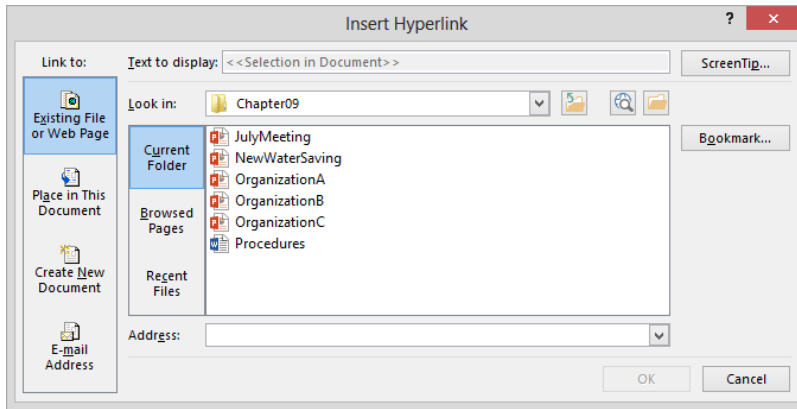 Insert Hyperlink
? ×
Link to:
Text to display: <<Selection in Document>>
ScreenTip...
Existing File
or Web Page
Look in: Chapter09
Current
Folder
JulyMeeting
NewWaterSaving
OrganizationA
OrganizationB
OrganizationC
Procedures
Bookmark...
Place in This
Document
Browsed
Pages
Create New
Document
Recent
Files
E-mail
Address
Address:
OK
Cancel